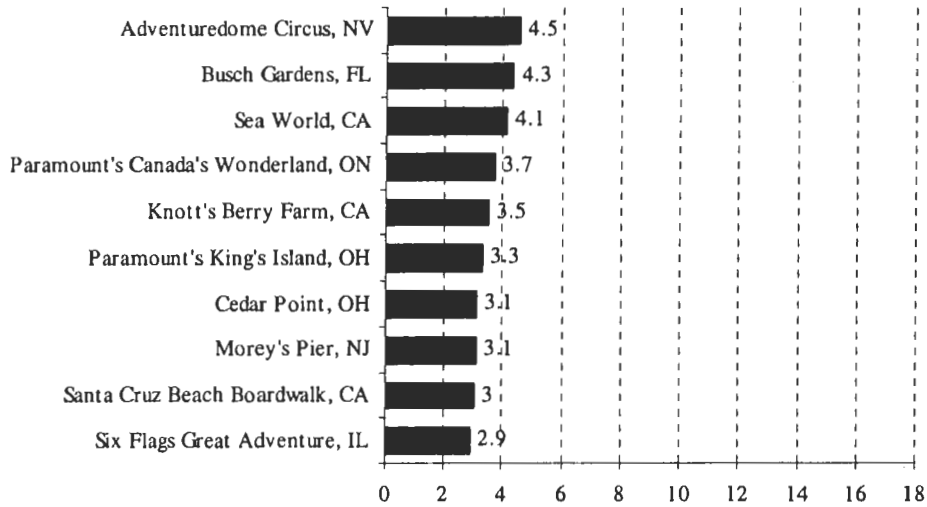 Adventuredome Circus, NV 4.5
Busch Gardens, FL 4.3
Sea World, CA 4.1
Paramount's Canada's Wonderland, ON 3.7
Knott's Berry Farm, CA 3.5
Paramount's King's Island, OH 3.3
Cedar Point, OH 3.1
Morey's Pier, NJ 3.1
Santa Cruz Beach Boardwalk, CA 3
Six Flags Great Adventure, IL 2.9
0 2 4 6 8 10 12 14 16 18